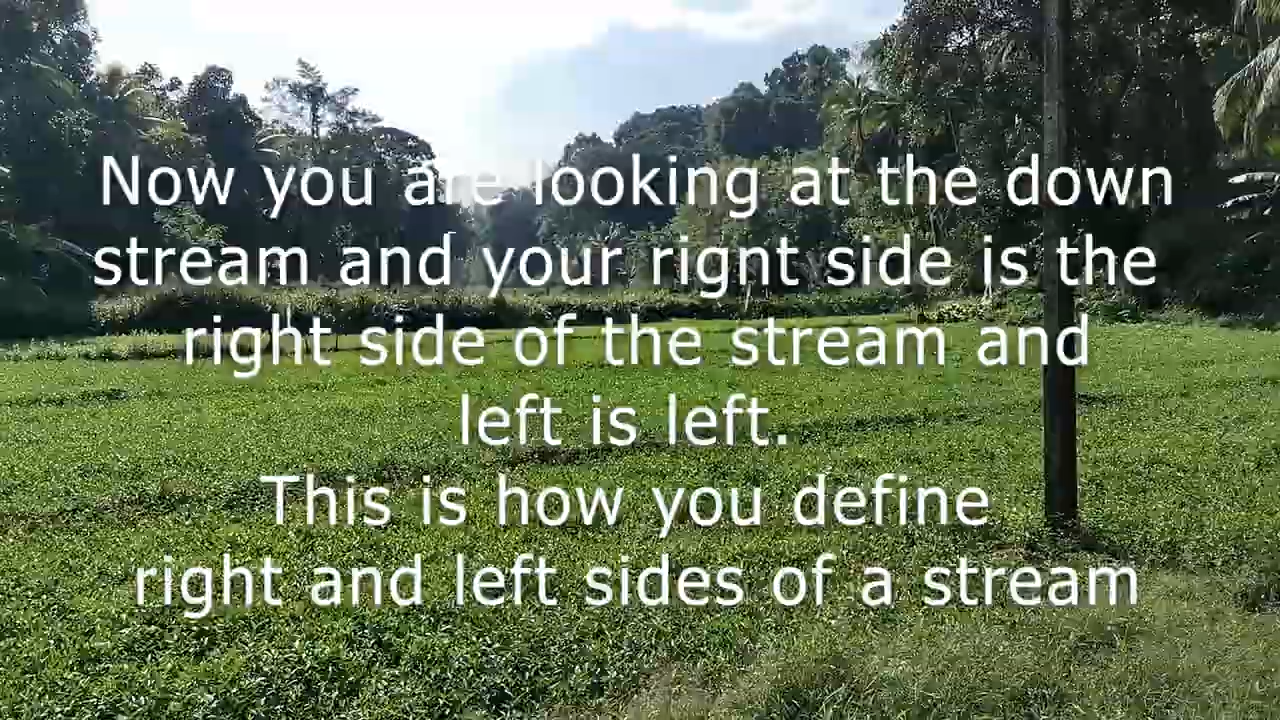 Now you are looking at the down
stream and your rignt side is the
right side of the stream and
left is left.
This is how you define
right and left sides of a stream